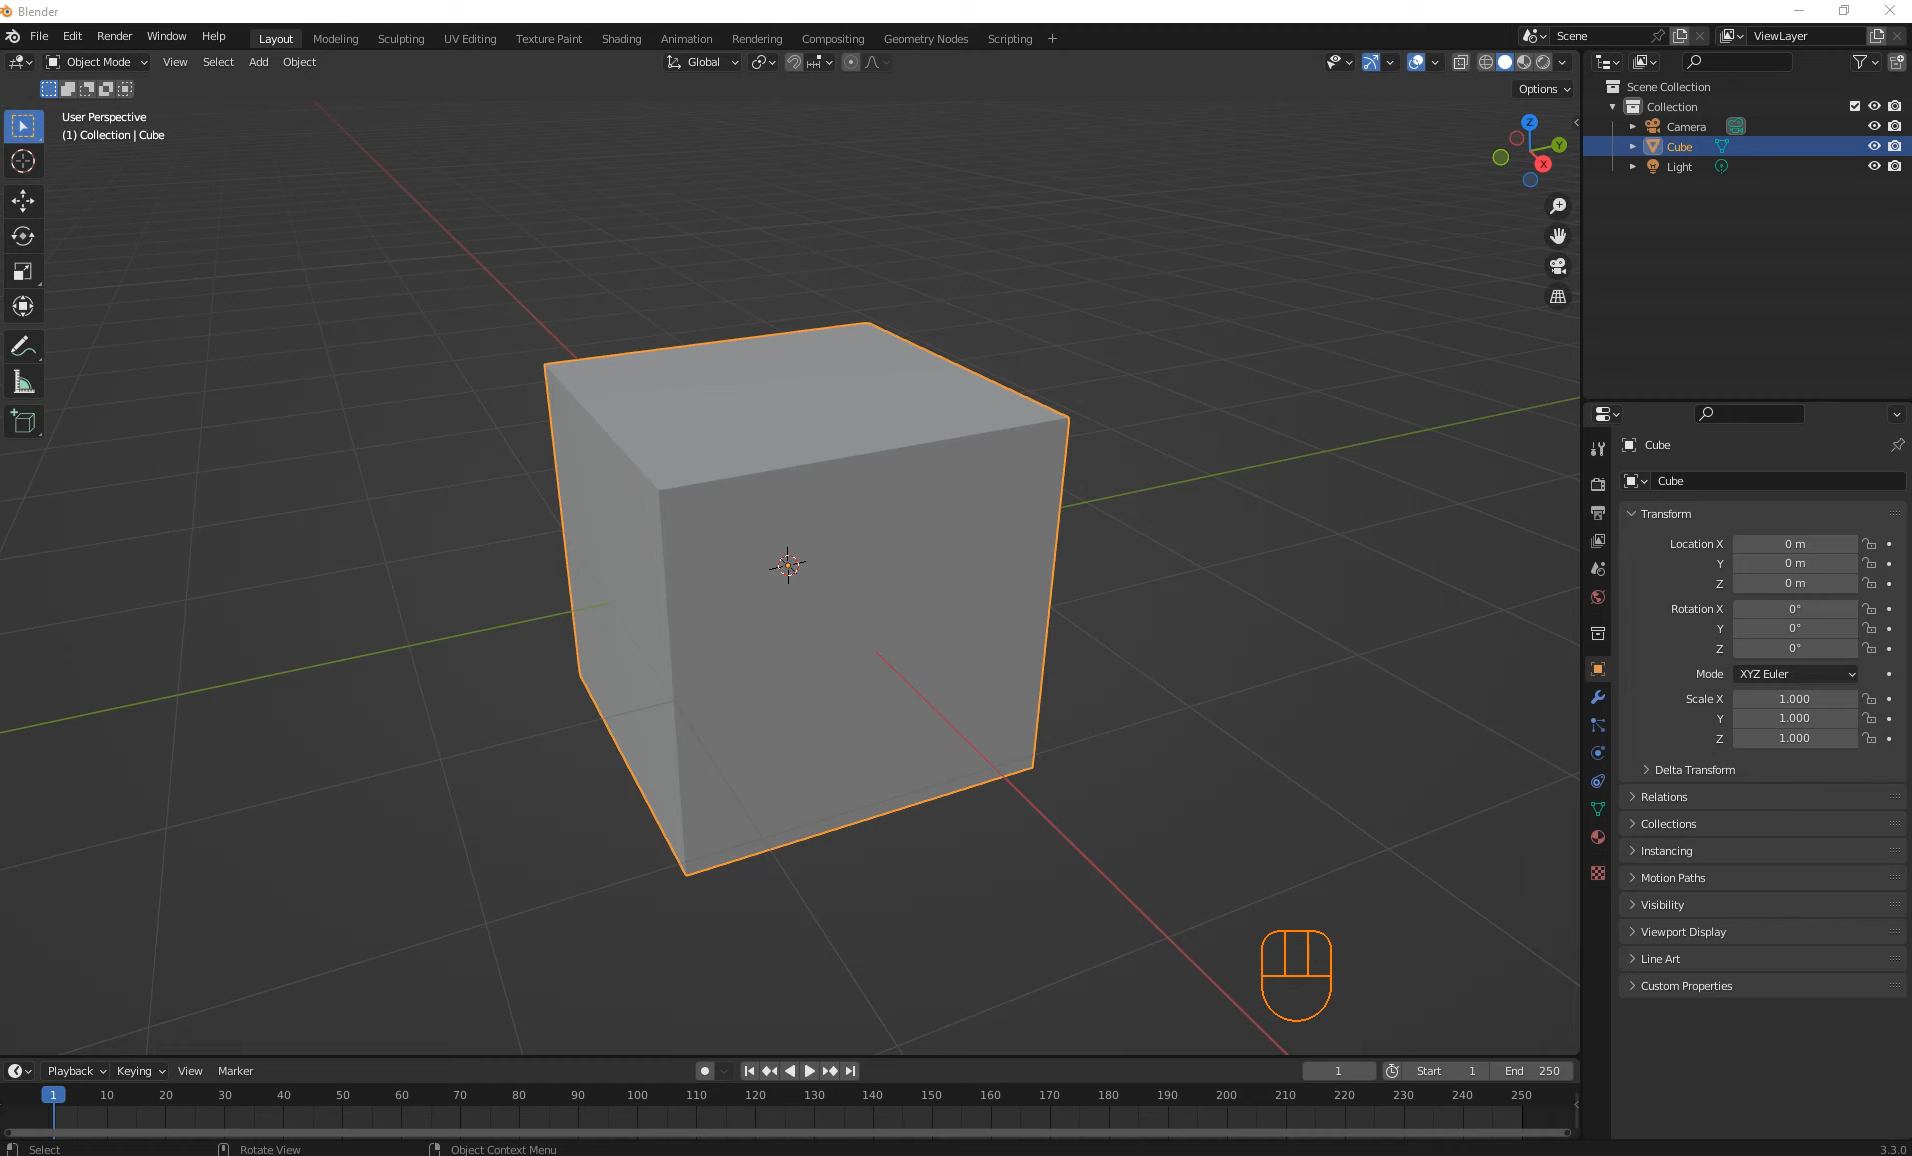 Blender
File Edit Render Window Help Layout Modeling Sculpting UV Editing Texture Paint Shading Animation Rendering Compositing Geometry Nodes Scripting + Scene ViewLayer
Object Mode View Select Add Object Global
Options
User Perspective
(1) Collection | Cube
Z
Y
X
Scene Collection
Collection
Camera
Cube
Light
Cube
Cube
Transform
Location X 0 m
Y 0 m
Z 0 m
Rotation X 0°
Y 0°
Z 0°
Mode XYZ Euler
Scale X 1.000
Y 1.000
Z 1.000
Delta Transform
Relations
Collections
Instancing
Motion Paths
Visibility
Viewport Display
Line Art
Custom Properties
Playback Keying View Marker 1 Start 1 End 250
1 10 20 30 40 50 60 70 80 90 100 110 120 130 140 150 160 170 180 190 200 210 220 230 240 250
Select Rotate View Object Context Menu 3.3.0